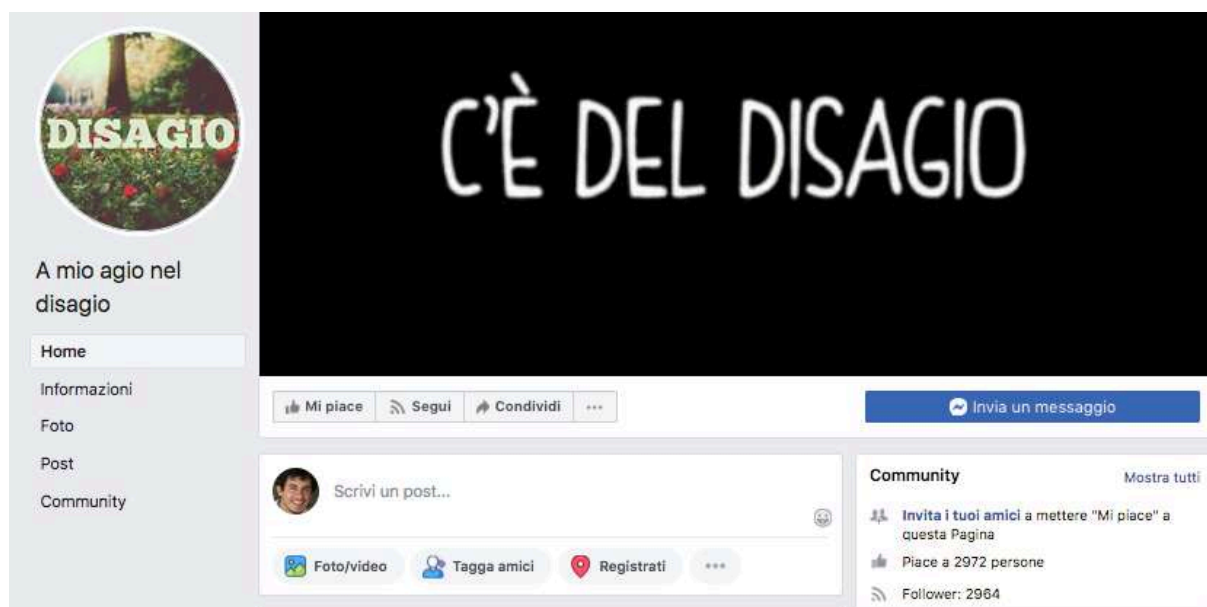 DISAGIO
A mio agio nel
disagio
Home
Informazioni
Foto
Post
Community
C'È DEL DISAGIO
Mi piace Segui Condividi ...
Invia un messaggio
Scrivi un post...
Foto/video Tagga amici Registrati ...
Community Mostra tutti
Invita i tuoi amici a mettere "Mi piace" a
questa Pagina
Piace a 2972 persone
Follower: 2964